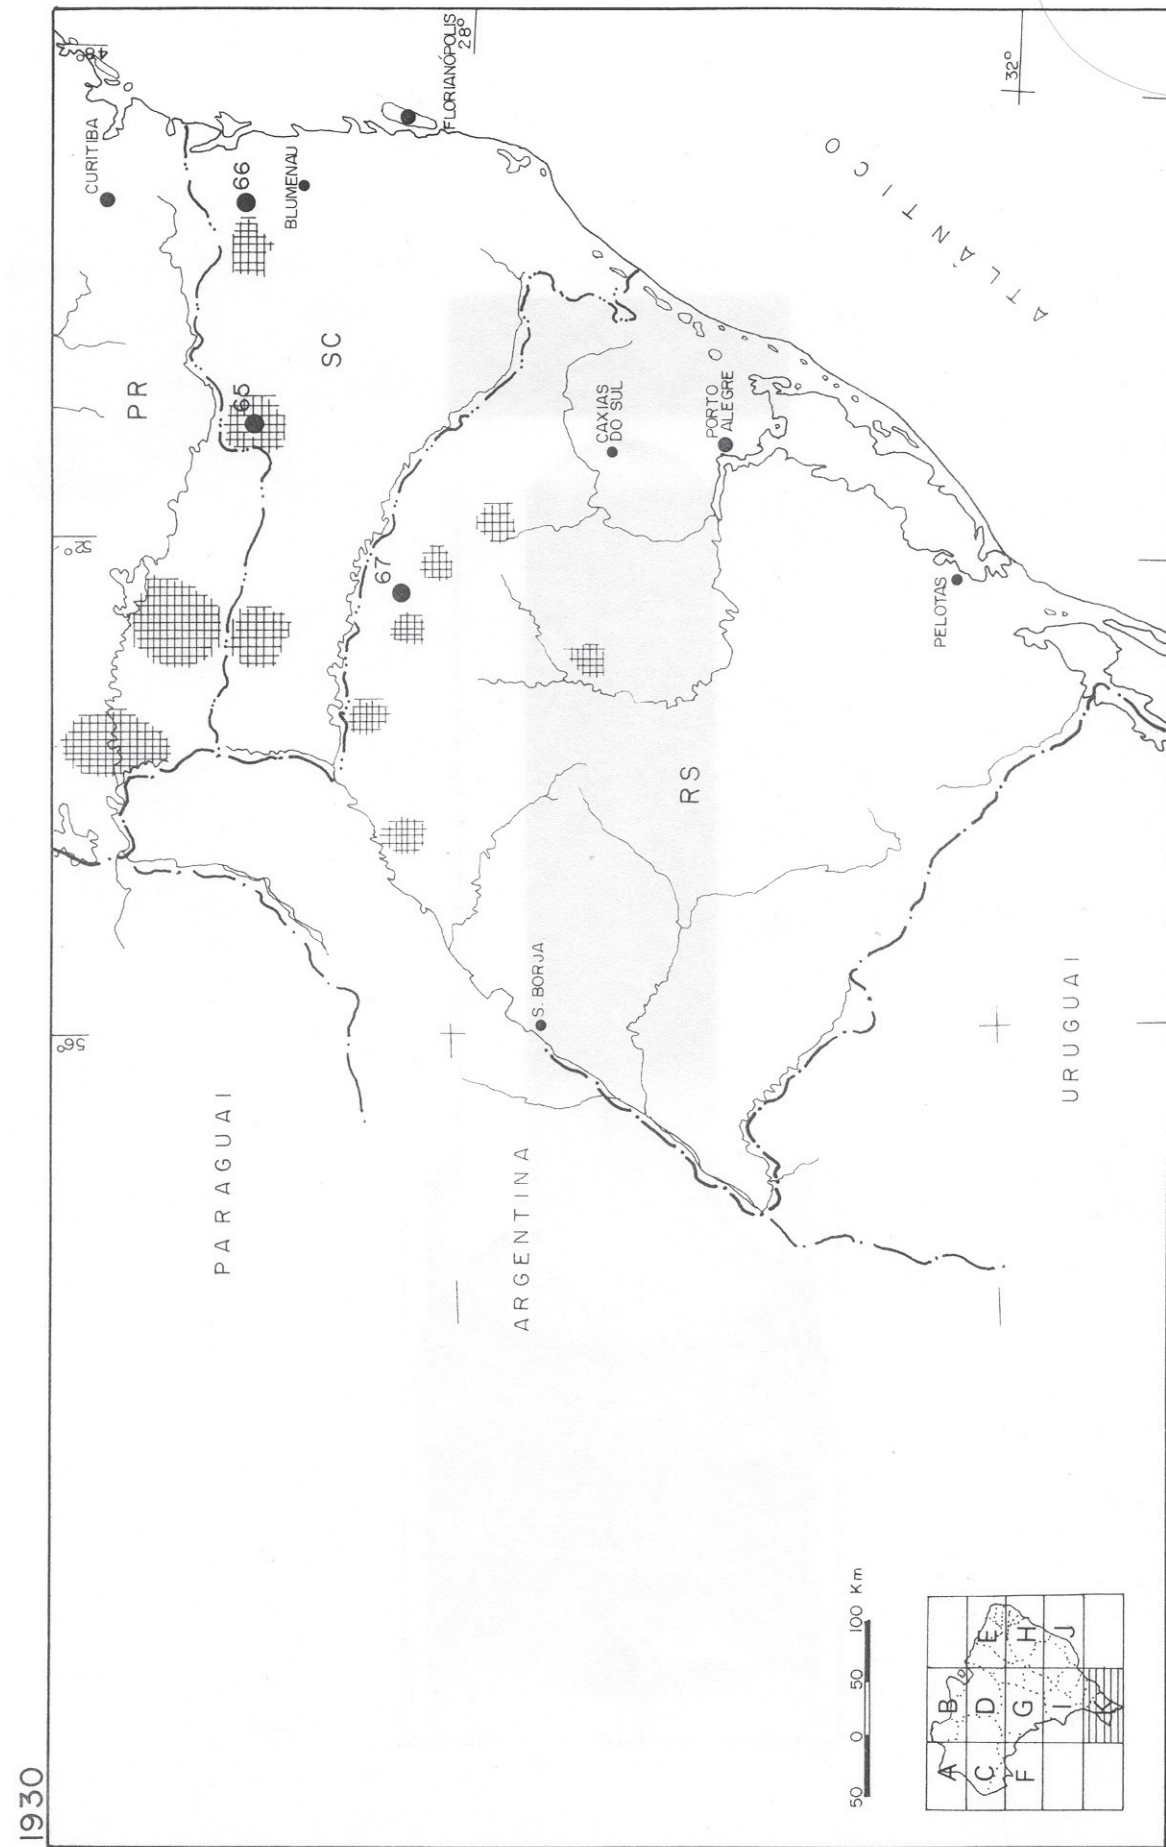 1930
48°
CURITIBA
FLORIANÓPOLIS
28°
32°
66
BLUMENAU
PR
SC
65
ATLÂNTICO
CAXIAS
DO SUL
PORTO
ALEGRE
52°
67
PELOTAS
RS
S. BORJA
56°
PARAGUAI
ARGENTINA
URUGUAI
50 0 50 100 Km
A B
C D E
F G H
I J
K